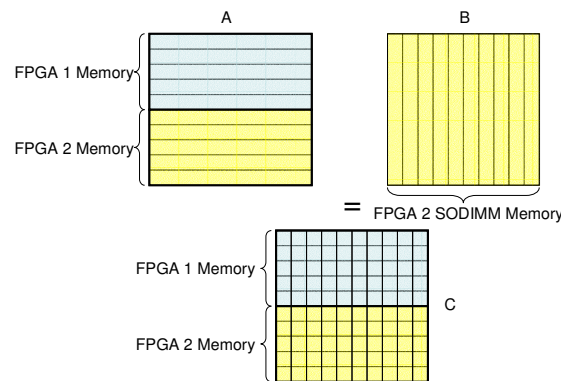 A
B
FPGA 1 Memory
FPGA 2 Memory
= FPGA 2 SODIMM Memory
FPGA 1 Memory
C
FPGA 2 Memory